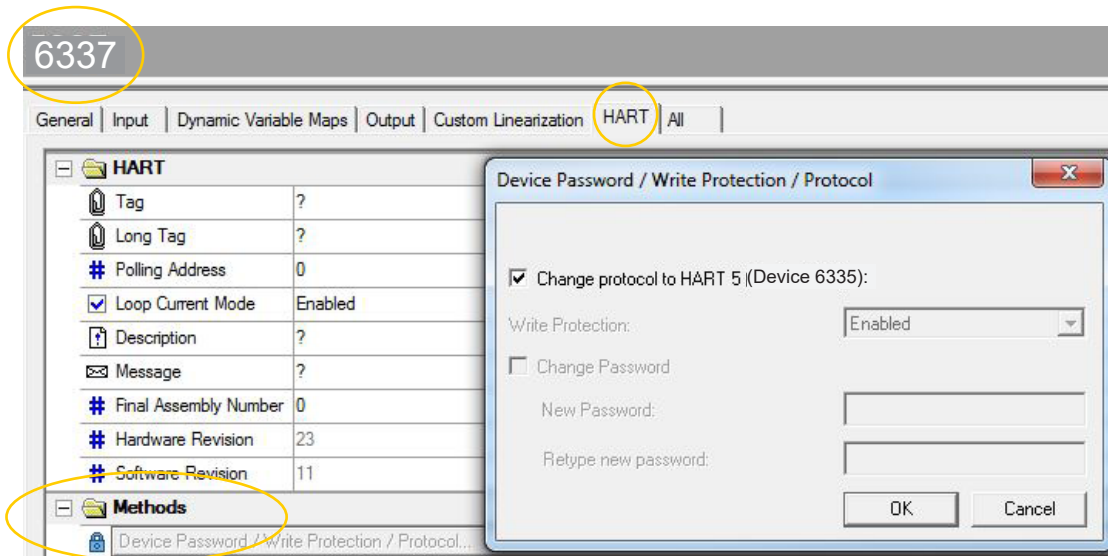 6337
General Input Dynamic Variable Maps Output Custom Linearization HART All
HART
Tag ?
Long Tag ?
Polling Address 0
Loop Current Mode Enabled
Description ?
Message ?
Final Assembly Number 0
Hardware Revision 23
Software Revision 11
Methods
Device Password / Write Protection / Protocol...
Device Password / Write Protection / Protocol
Change protocol to HART 5 (Device 6335):
Write Protection: Enabled
Change Password
New Password:
Retype new password:
OK Cancel